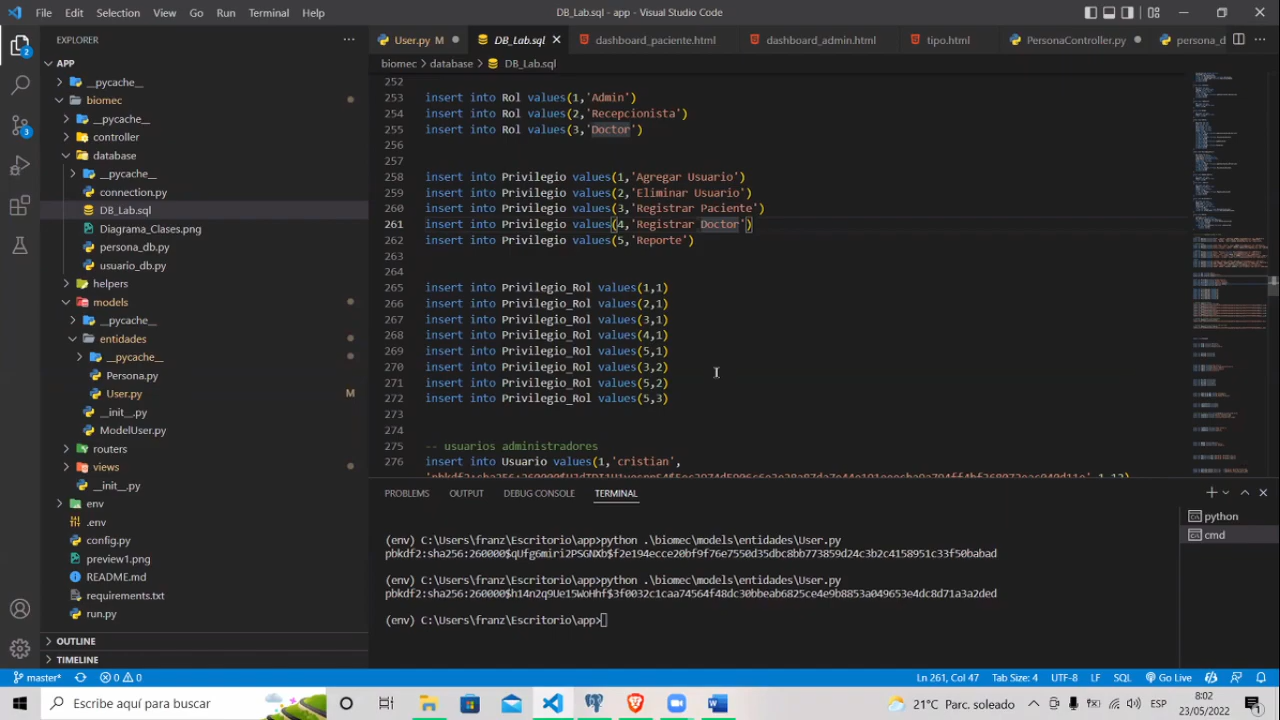 File Edit Selection View Go Run Terminal Help
DB_Lab.sql - app - Visual Studio Code
EXPLORER
APP
__pycache__
biomec
__pycache__
controller
database
__pycache__
connection.py
DB_Lab.sql
Diagrama_Clases.png
persona_db.py
usuario_db.py
helpers
models
__pycache__
entidades
__pycache__
Persona.py
User.py M
__init__.py
ModelUser.py
routers
views
__init__.py
env
.env
config.py
preview1.png
README.md
requirements.txt
run.py
OUTLINE
TIMELINE
User.py M
DB_Lab.sql
dashboard_paciente.html
dashboard_admin.html
tipo.html
PersonaController.py
persona_d
biomec > database > DB_Lab.sql
252
253 insert into Rol values(1,'Admin')
254 insert into Rol values(2,'Recepcionista')
255 insert into Rol values(3,'Doctor')
256
257
258 insert into Privilegio values(1,'Agregar Usuario')
259 insert into Privilegio values(2,'Eliminar Usuario')
260 insert into Privilegio values(3,'Registrar Paciente')
261 insert into Privilegio values(4,'Registrar Doctor')
262 insert into Privilegio values(5,'Reporte')
263
264
265 insert into Privilegio_Rol values(1,1)
266 insert into Privilegio_Rol values(2,1)
267 insert into Privilegio_Rol values(3,1)
268 insert into Privilegio_Rol values(4,1)
269 insert into Privilegio_Rol values(5,1)
270 insert into Privilegio_Rol values(3,2)
271 insert into Privilegio_Rol values(5,2)
272 insert into Privilegio_Rol values(5,3)
273
274
275 -- usuarios administradores
276 insert into Usuario values(1,'cristian',
PROBLEMS OUTPUT DEBUG CONSOLE TERMINAL
(env) C:\Users\franz\Escritorio\app>python .\biomec\models\entidades\User.py
pbkdf2:sha256:260000$qUfg6miri2PSGNXb$f2e194ecce20bf9f76e7550d35dbc8bb773859d24c3b2c4158951c33f50babad
(env) C:\Users\franz\Escritorio\app>python .\biomec\models\entidades\User.py
pbkdf2:sha256:260000$h14n2q9Ue15WoHhf$3f0032c1caa74564f48dc30bbeab6825ce4e9b8853a049653e4dc8d71a3a2ded
(env) C:\Users\franz\Escritorio\app>
python
cmd
master* 0 0
Ln 261, Col 47 Tab Size: 4 UTF-8 LF SQL Go Live
Escribe aquí para buscar
21°C Parc. soleado
ESP
8:02
23/05/2022